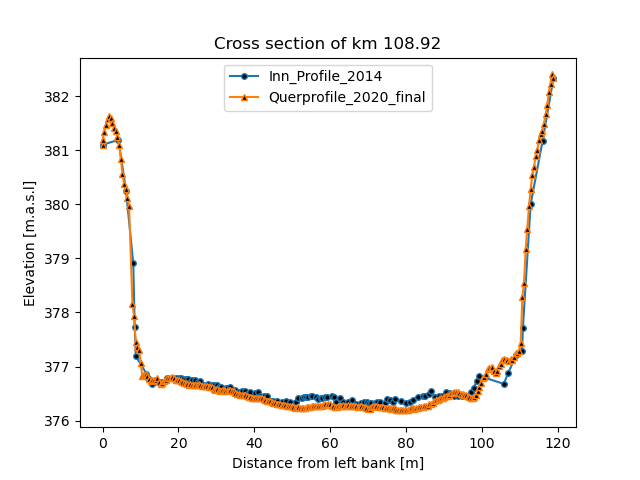 Cross section of km 108.92
Inn_Profile_2014
Querprofile_2020_final
Elevation [m.a.s.l]
382
381
380
379
378
377
376
0 20 40 60 80 100 120
Distance from left bank [m]